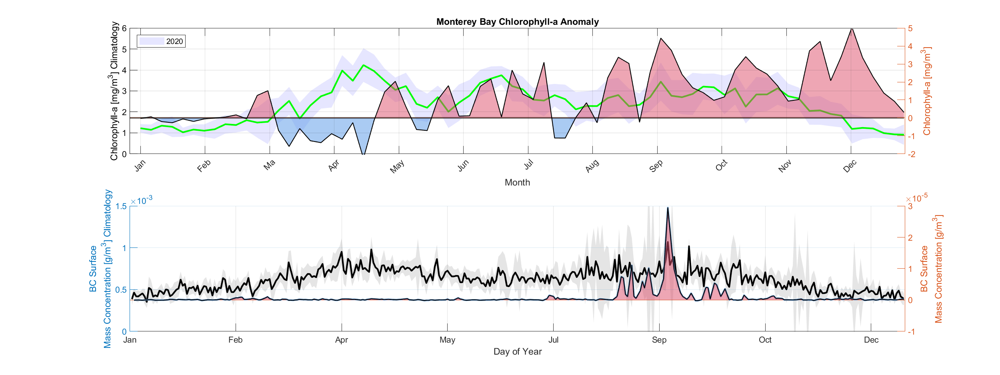 Monterey Bay Chlorophyll-a Anomaly
Chlorophyll-a [mg/m3] Climatology
6
5
4
3
2
1
0
2020
5
4
3
2
1
0
-1
-2
Chlorophyll-a [mg/m3]
Jan Feb Ma Apr May Jun Jul Aug Sep Oct Nov Dec
Month
BC Surface
Mass Concentration [g/m3] Climatology
×10-3
1.5
1
0.5
0
×10-5
3
2
1
0
-1
BC Surface
Mass Concentration [g/m3]
Jan Feb Apr May Jul Sep Oct Dec
Day of Year